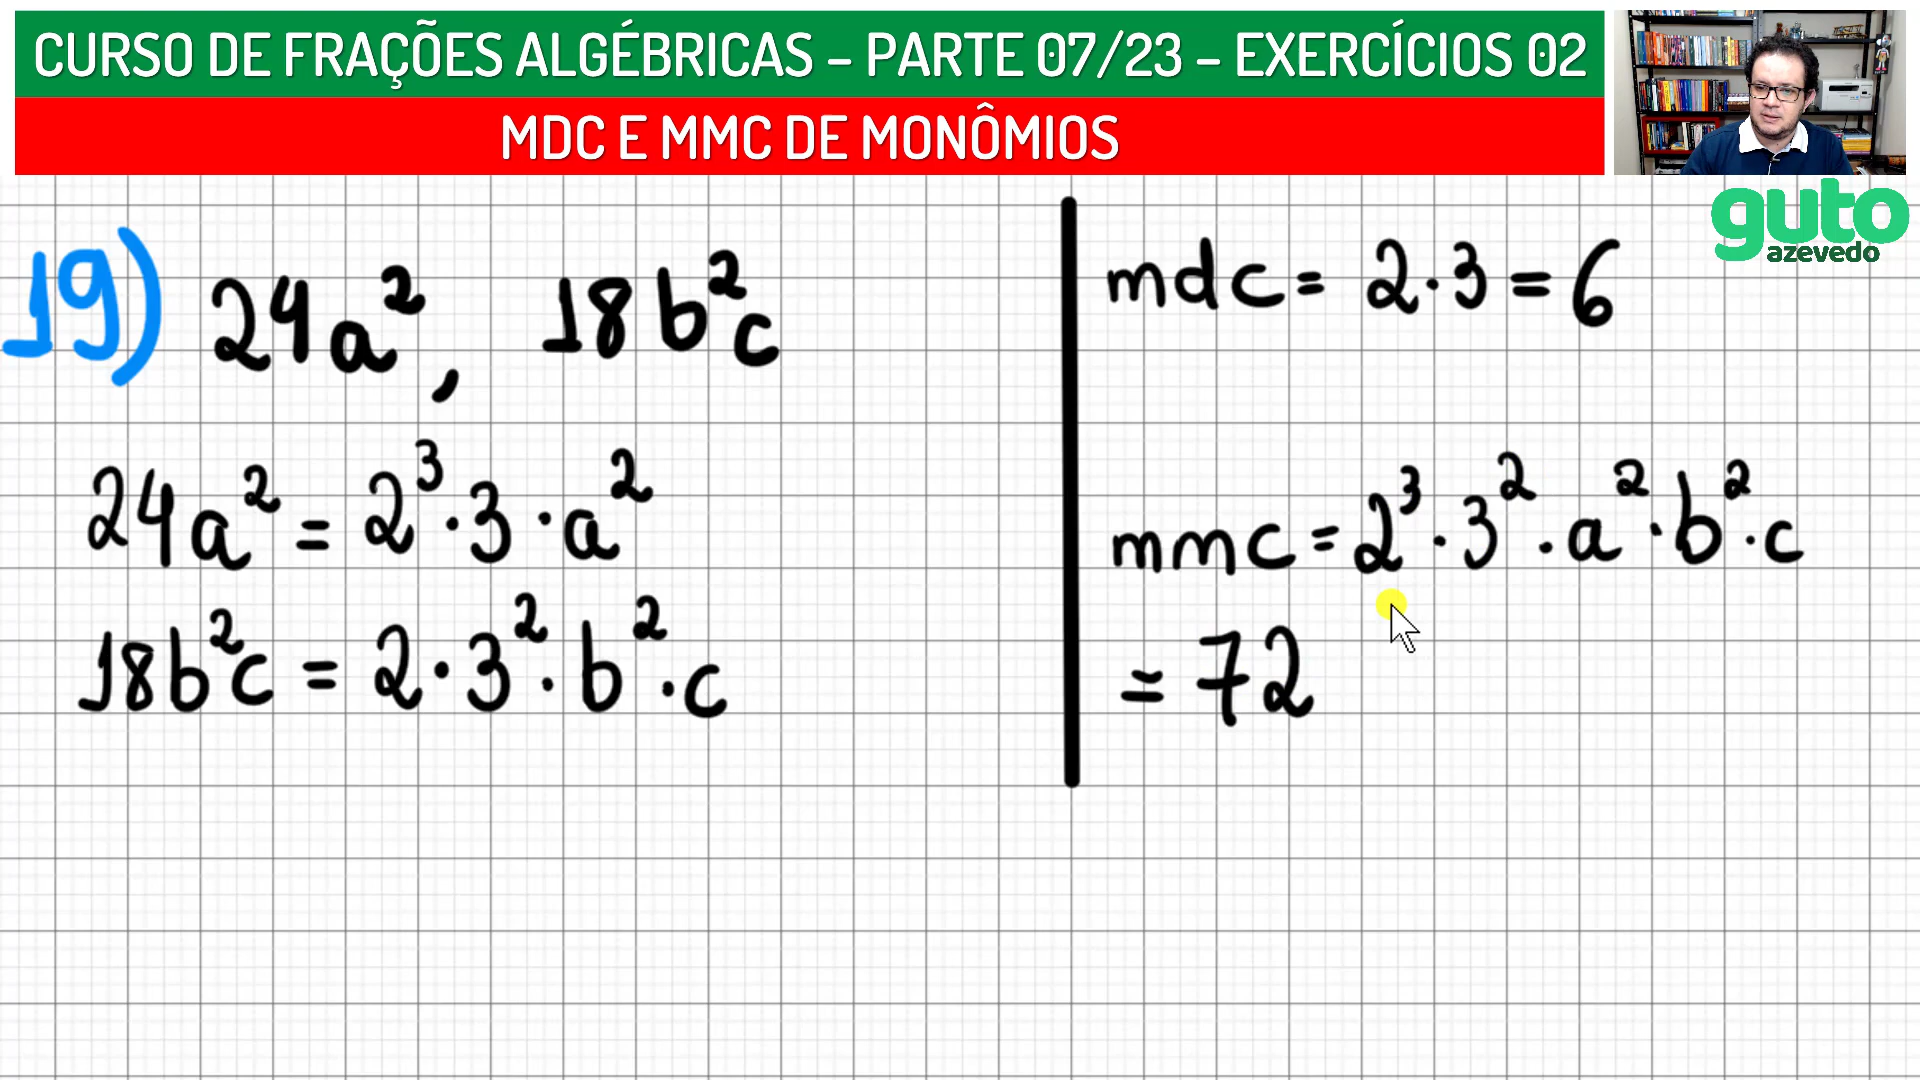 CURSO DE FRAÇÕES ALGÉBRICAS – PARTE 07/23 – EXERCÍCIOS 02
MDC E MMC DE MONÔMIOS
guto
azevedo
19) 24a², 18b²c
24a² = 2³·3·a²
18b²c = 2·3²·b²·c
mdc = 2·3 = 6
mmc = 2³·3²·a²·b²·c
= 72